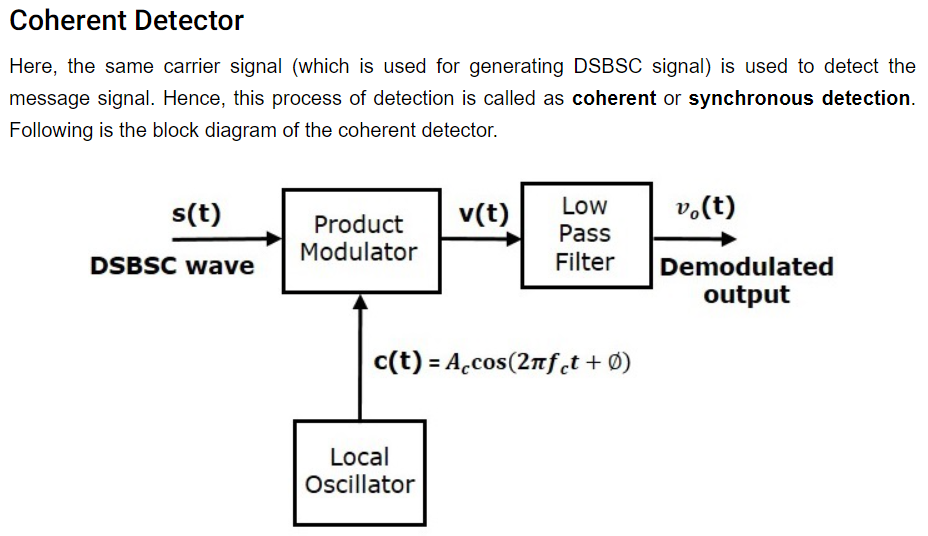 Coherent Detector
Here, the same carrier signal (which is used for generating DSBSC signal) is used to detect the
message signal. Hence, this process of detection is called as coherent or synchronous detection.
Following is the block diagram of the coherent detector.
s(t)
DSBSC wave
Product
Modulator
v(t)
Low
Pass
Filter
vₒ(t)
Demodulated
output
c(t) = A꜀cos(2πf꜀t + Ø)
Local
Oscillator